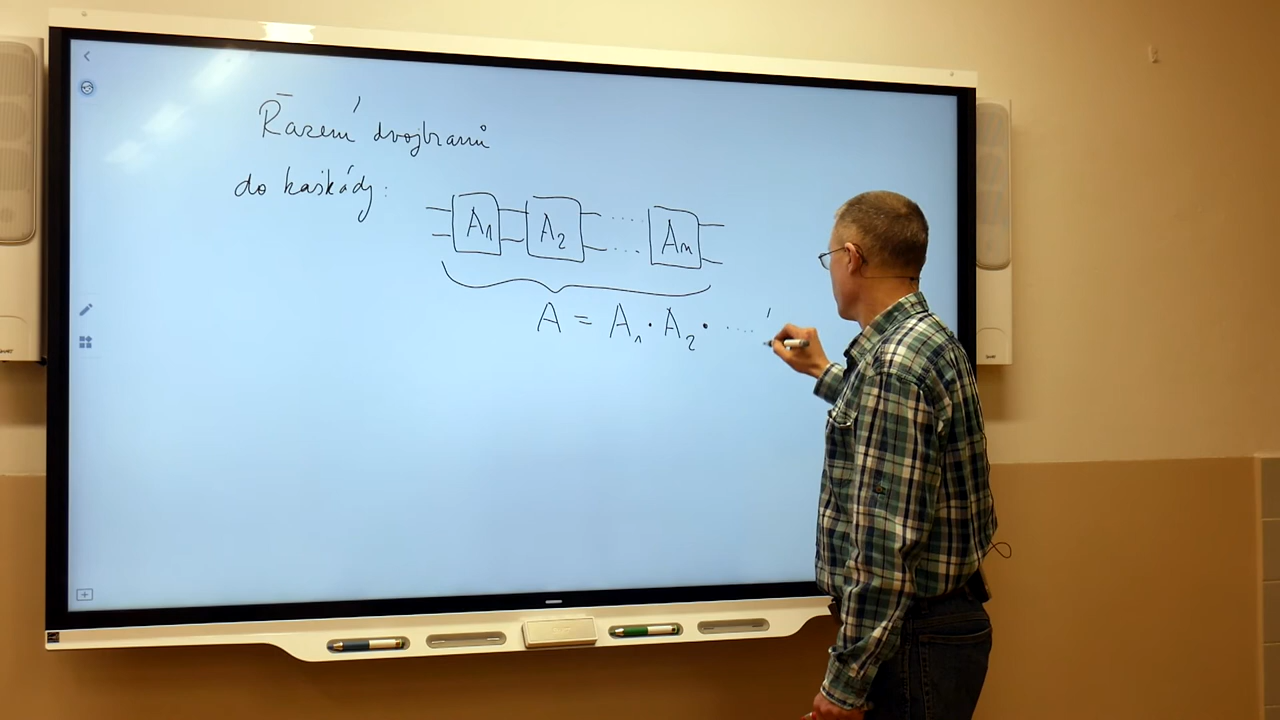 Řazení dvojbranů
do kaskády:
A1 A2 ..... An
A = A1 · A2 · ....